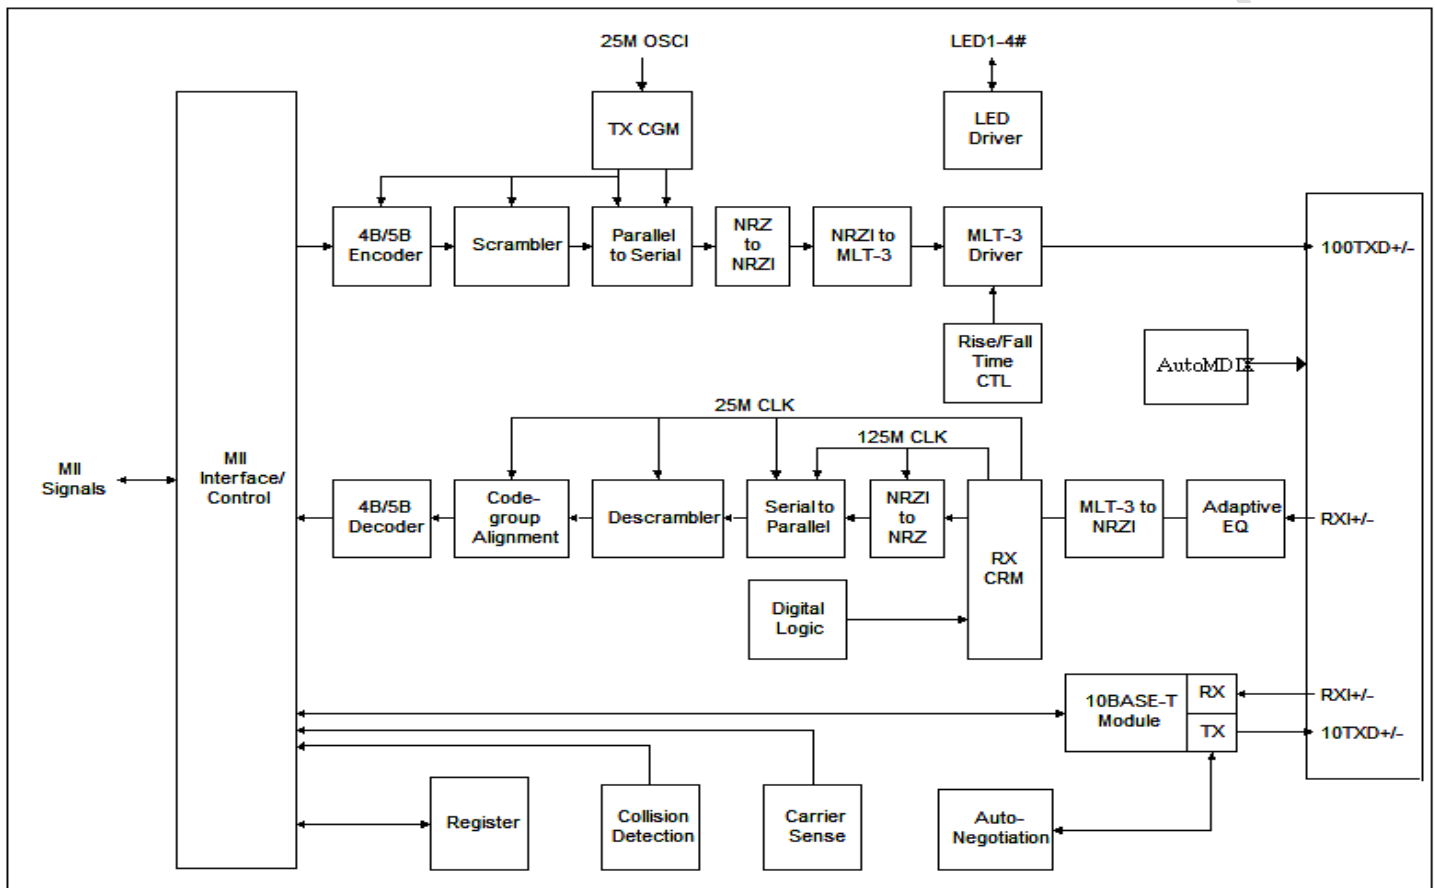 25M OSCI
LED1-4#
TX CGM
LED
Driver
4B/5B
Encoder
Scrambler
Parallel
to Serial
NRZ
to
NRZI
NRZI to
MLT-3
MLT-3
Driver
100TXD+/-
Rise/Fall
Time
CTL
AutoMDIX
25M CLK
125M CLK
MII
Signals
MII
Interface/
Control
4B/5B
Decoder
Code-
group
Alignment
Descrambler
Serial to
Parallel
NRZI
to
NRZ
RX
CRM
MLT-3 to
NRZI
Adaptive
EQ
RXI+/-
Digital
Logic
10BASE-T
Module
RX
TX
RXI+/-
10TXD+/-
Register
Collision
Detection
Carrier
Sense
Auto-
Negotiation